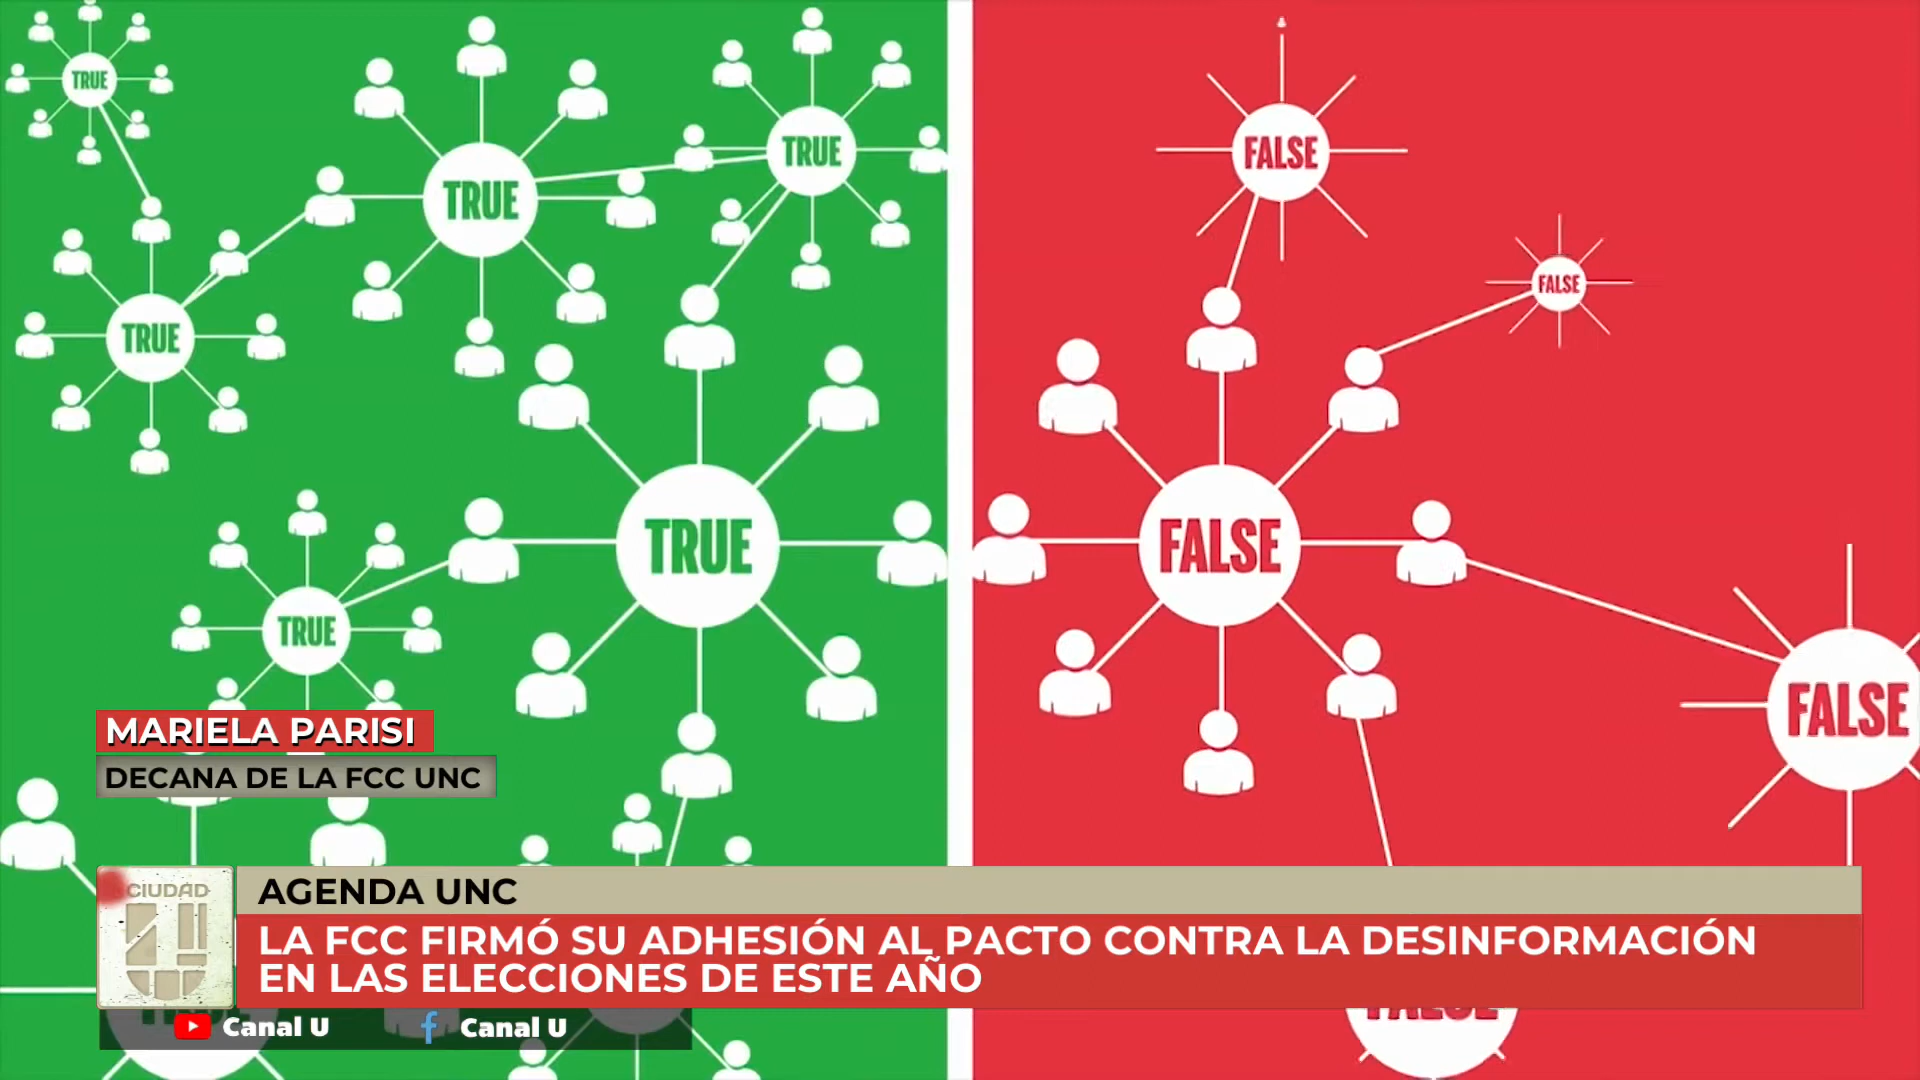 TRUE
TRUE
TRUE
FALSE
FALSE
TRUE
TRUE
FALSE
TRUE
FALSE
MARIELA PARISI
DECANA DE LA FCC UNC
CIUDAD
AGENDA UNC
LA FCC FIRMÓ SU ADHESIÓN AL PACTO CONTRA LA DESINFORMACIÓN
EN LAS ELECCIONES DE ESTE AÑO
FALSE
Canal U
Canal U